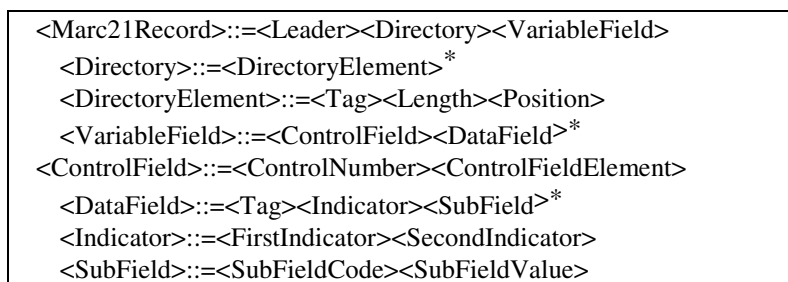 <Marc21Record>::=<Leader><Directory><VariableField>
<Directory>::=<DirectoryElement>*
<DirectoryElement>::=<Tag><Length><Position>
<VariableField>::=<ControlField><DataField>*
<ControlField>::=<ControlNumber><ControlFieldElement>
<DataField>::=<Tag><Indicator><SubField>*
<Indicator>::=<FirstIndicator><SecondIndicator>
<SubField>::=<SubFieldCode><SubFieldValue>